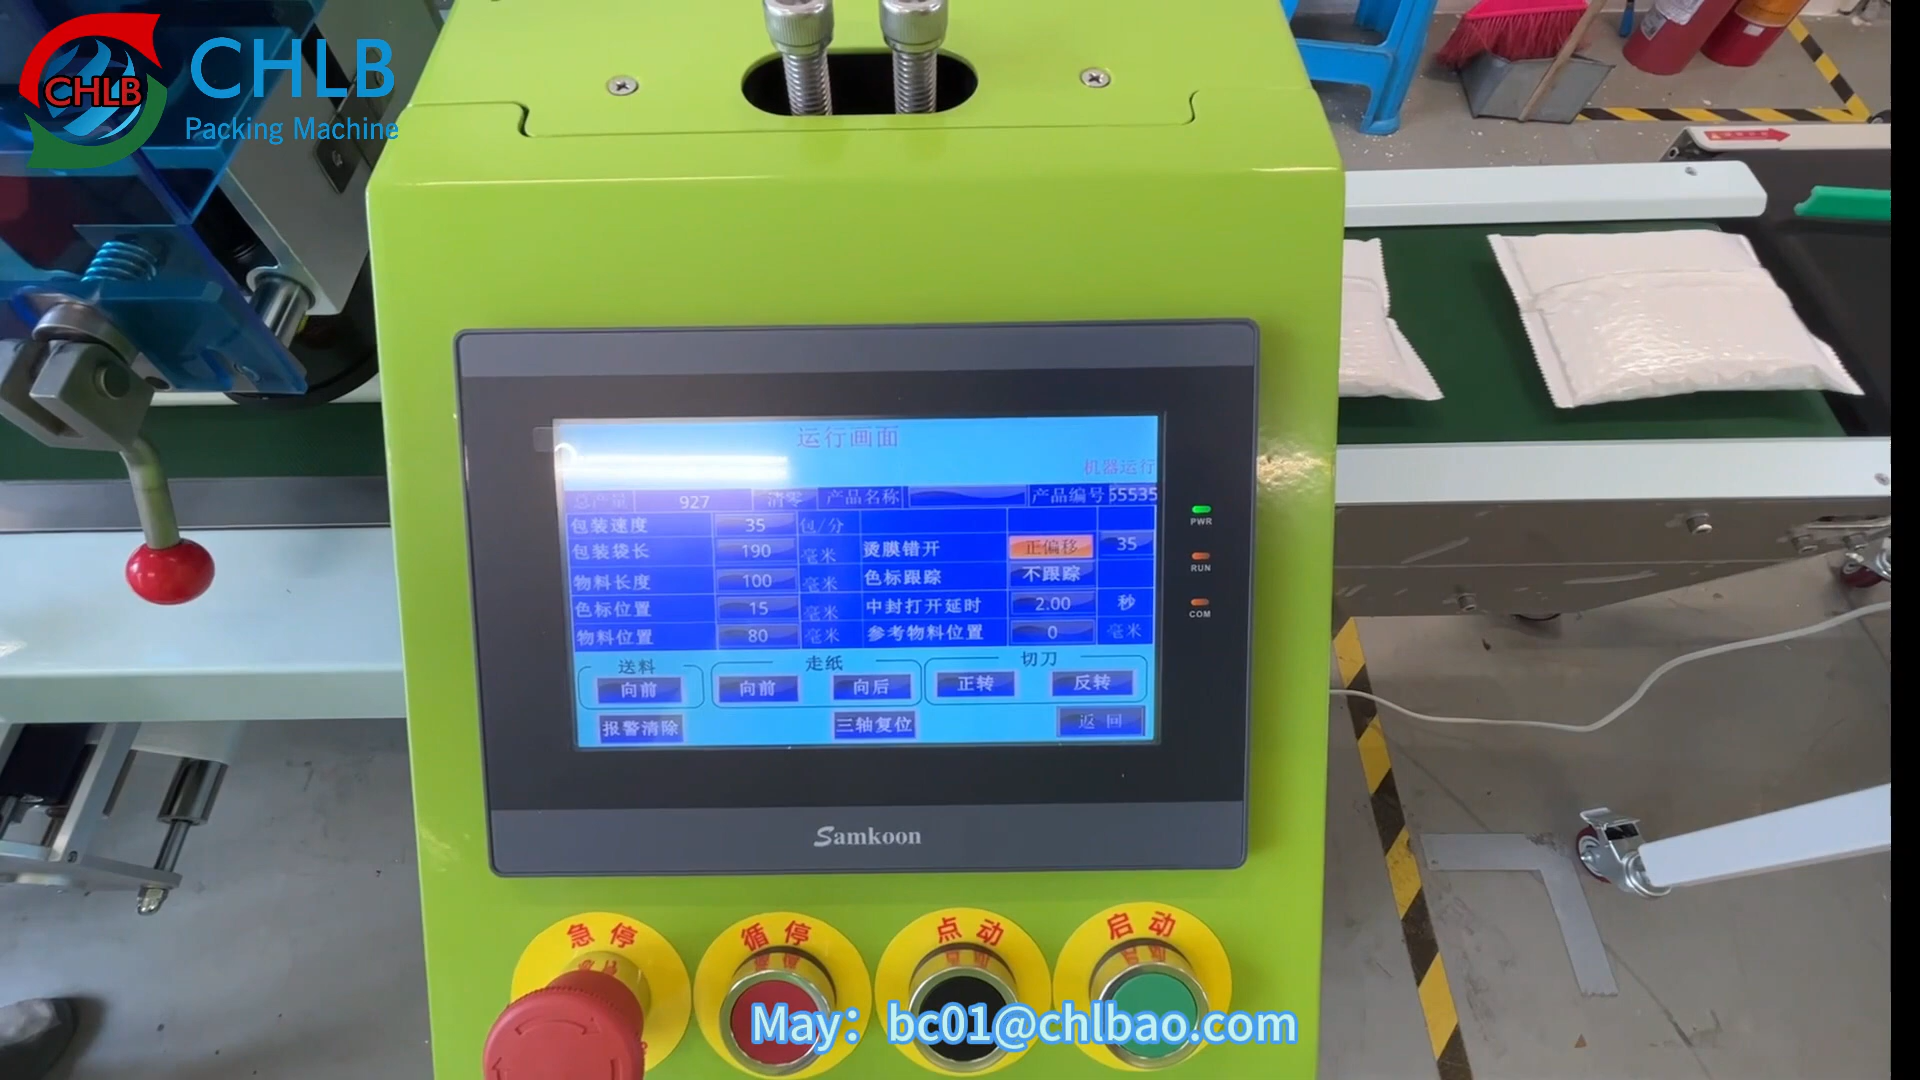 CHLB
CHLB
Packing Machine
运行画面
机器运行
总产量 927 清零 产品名称 产品编号 65535
包装速度 35 包/分
包装袋长 190 毫米 烫膜错开 正偏移 35
物料长度 100 毫米 色标跟踪 不跟踪
色标位置 15 毫米 中封打开延时 2.00 秒
物料位置 80 毫米 参考物料位置 0 毫米
送料 走纸 切刀
向前 向前 向后 正转 反转
报警清除 三轴复位 返回
PWR
RUN
COM
Samkoon
急停 循停 点动 启动
May：bc01@chlbao.com